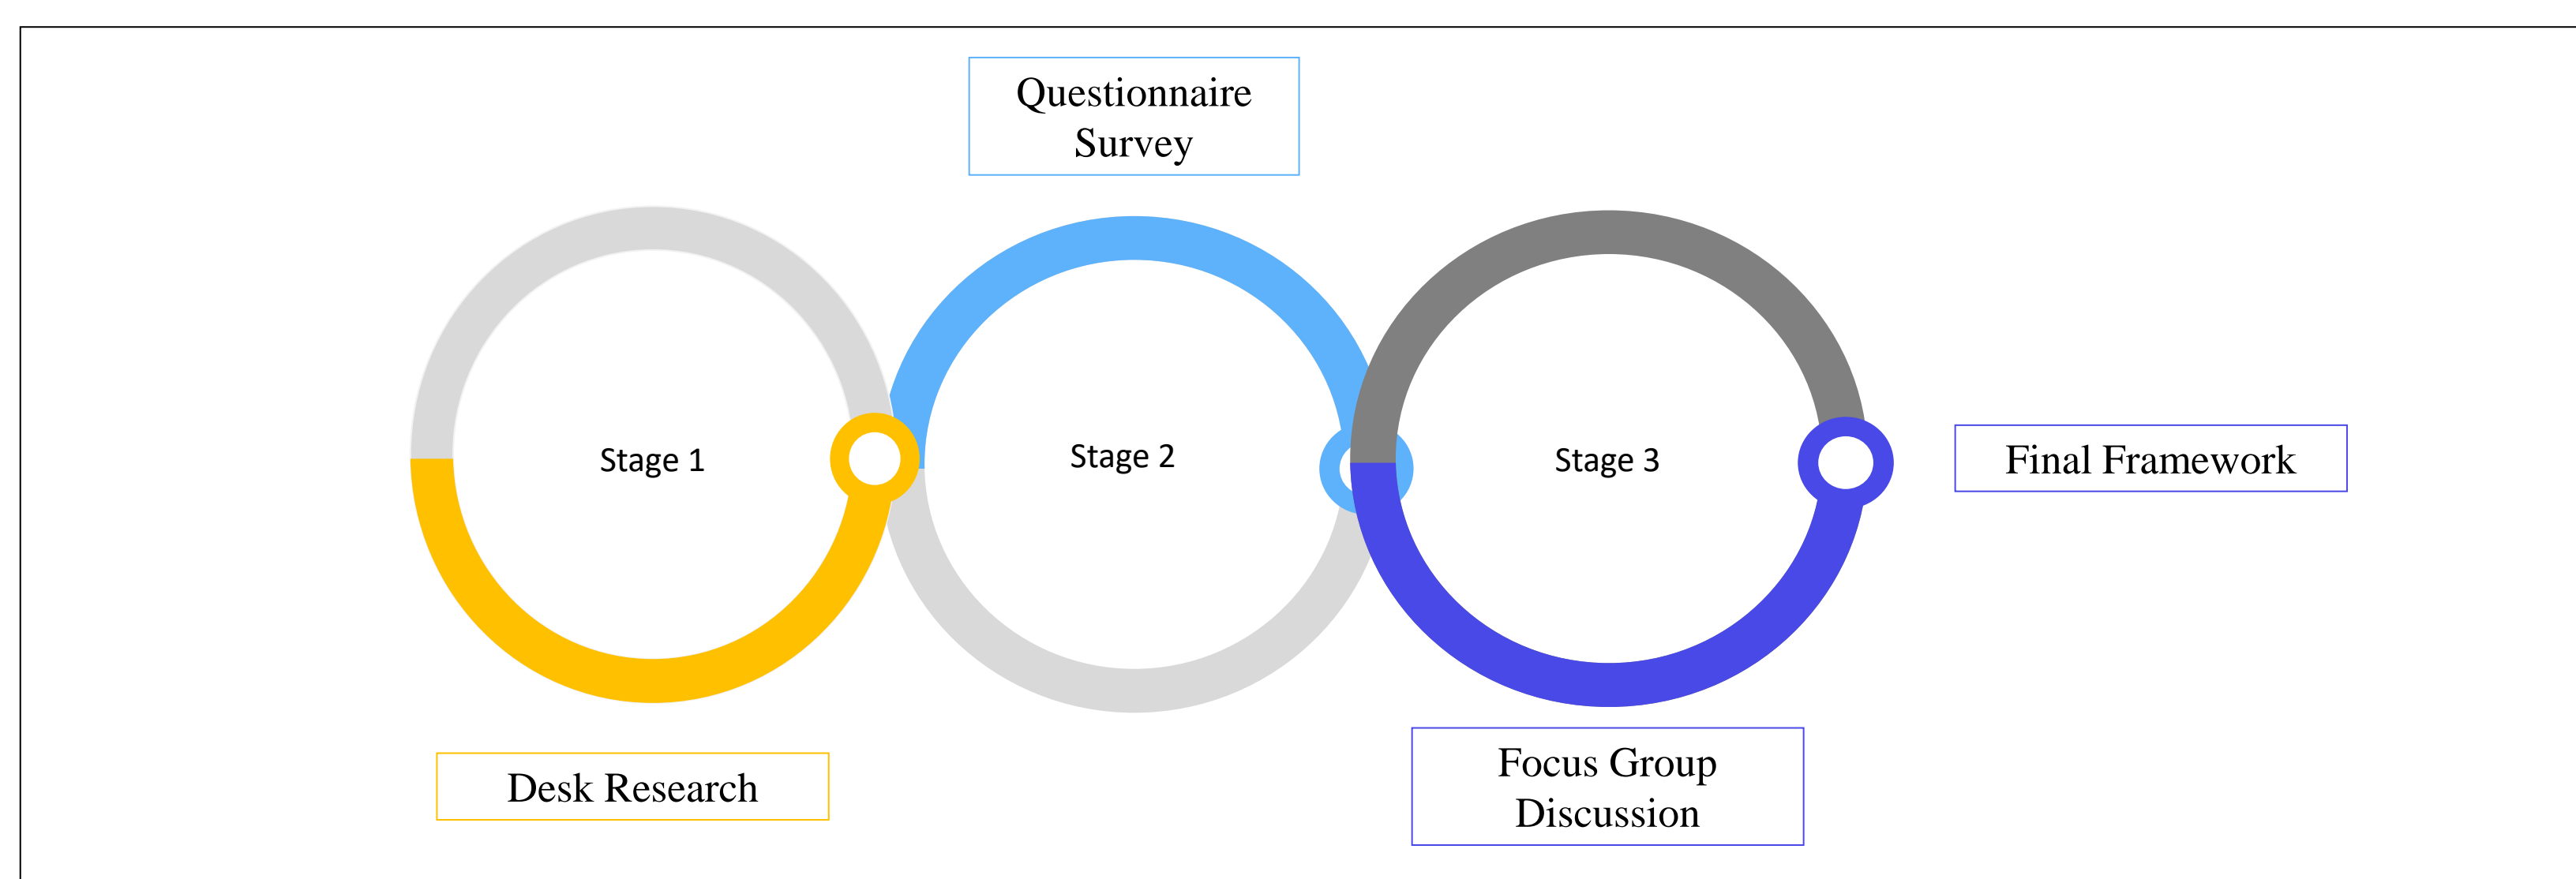 Questionnaire
Survey
Stage 1
Stage 2
Stage 3
Final Framework
Desk Research
Focus Group
Discussion